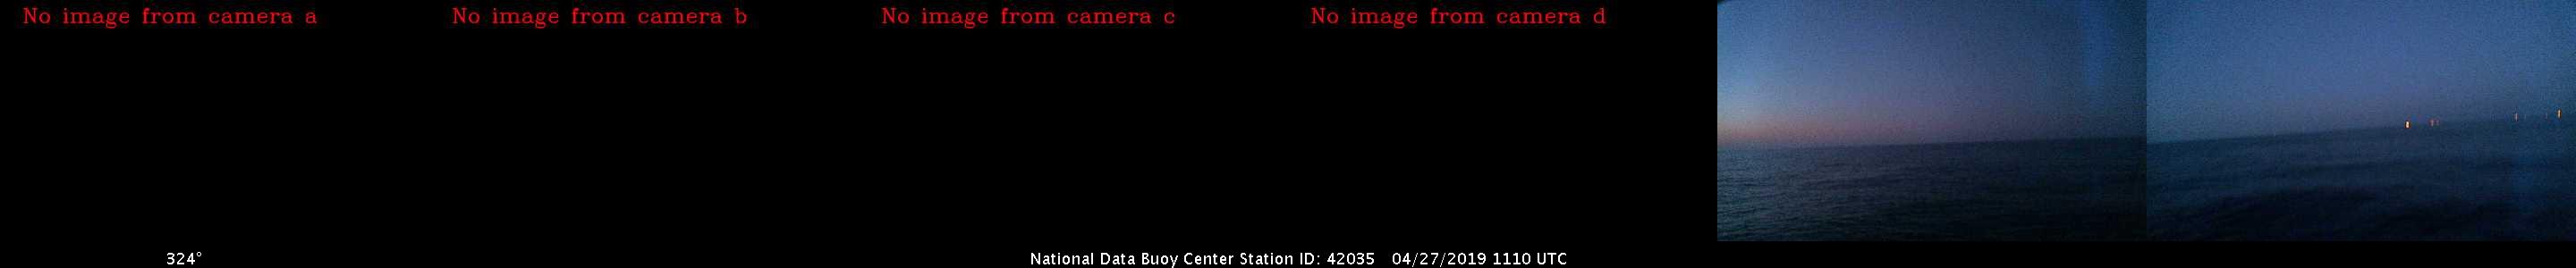 No image from camera a
No image from camera b
No image from camera c
No image from camera d
324°
National Data Buoy Center Station ID: 42035 04/27/2019 1110 UTC